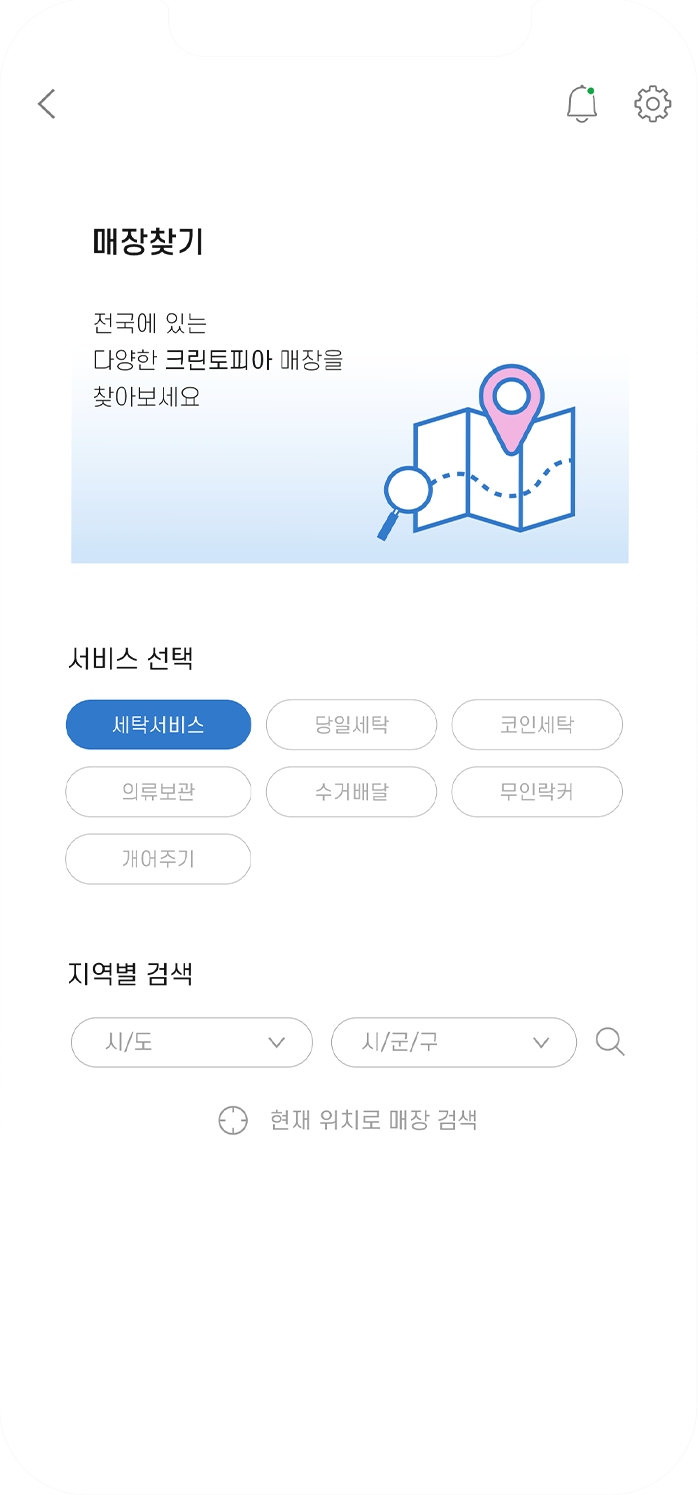 매장찾기
전국에 있는
다양한 크린토피아 매장을
찾아보세요
서비스 선택
세탁서비스 당일세탁 코인세탁
의류보관 수거배달 무인락커
개어주기
지역별 검색
시/도 시/군/구
현재 위치로 매장 검색